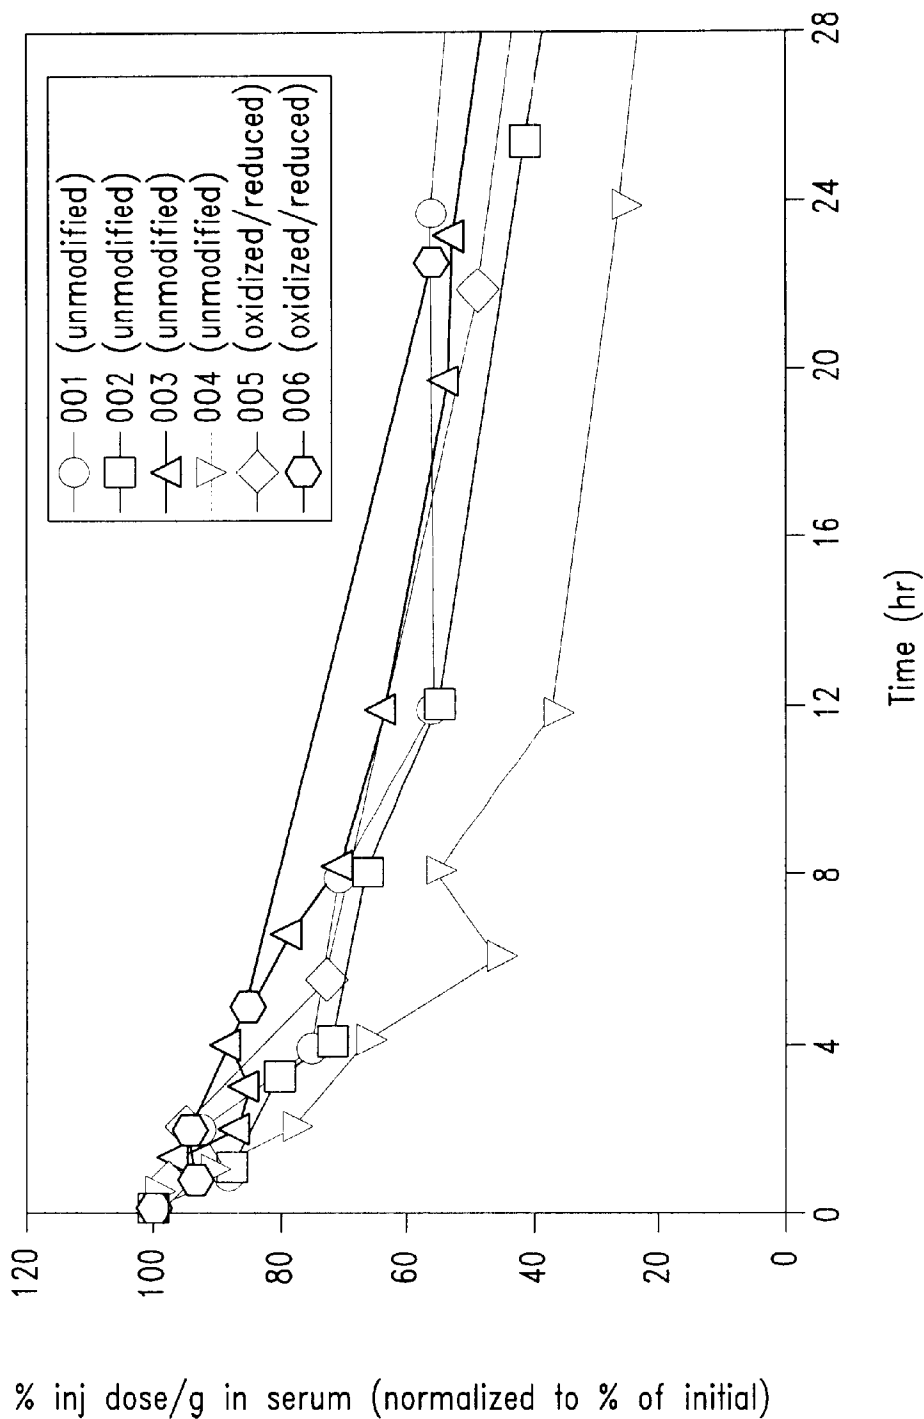 % inj dose/g in serum (normalized to % of initial)
120
100
80
60
40
20
0
001 (unmodified)
002 (unmodified)
003 (unmodified)
004 (unmodified)
005 (oxidized/reduced)
006 (oxidized/reduced)
0 4 8 12 16 20 24 28
Time (hr)